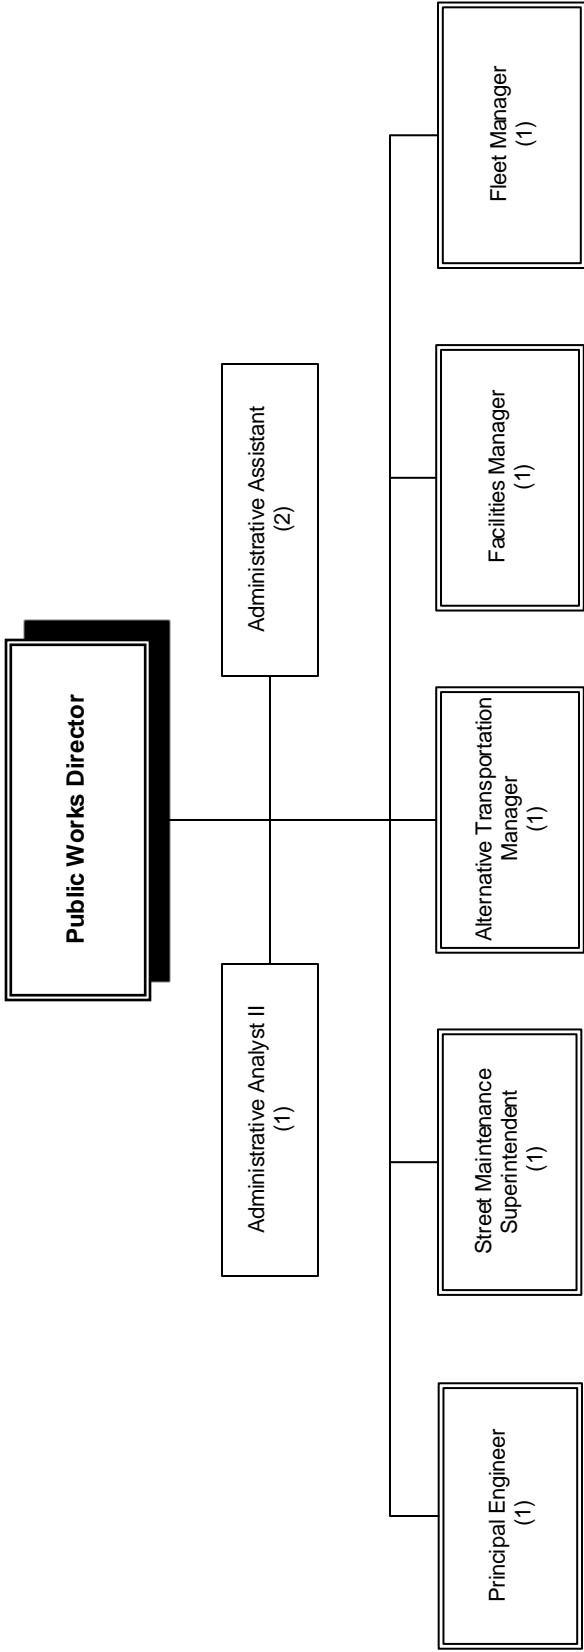 Public Works Director
Administrative Analyst II
(1)
Administrative Assistant
(2)
Principal Engineer
(1)
Street Maintenance
Superintendent
(1)
Alternative Transportation
Manager
(1)
Facilities Manager
(1)
Fleet Manager
(1)